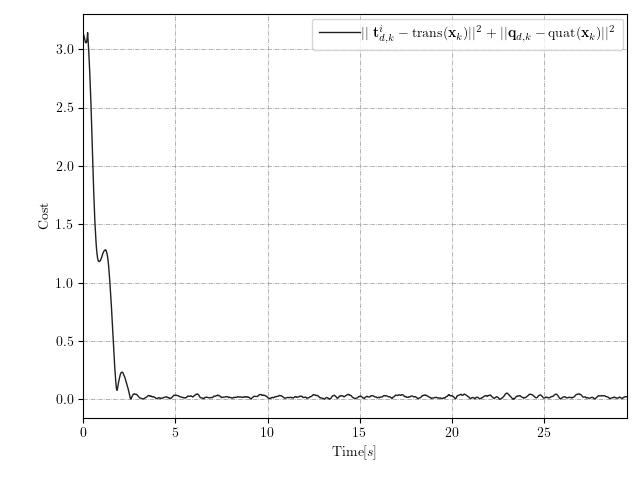 || t^i_{d,k} − trans(x_k)||² + ||q_{d,k} − quat(x_k)||²
3.0
2.5
2.0
1.5
1.0
0.5
0.0
Cost
0 5 10 15 20 25
Time[s]